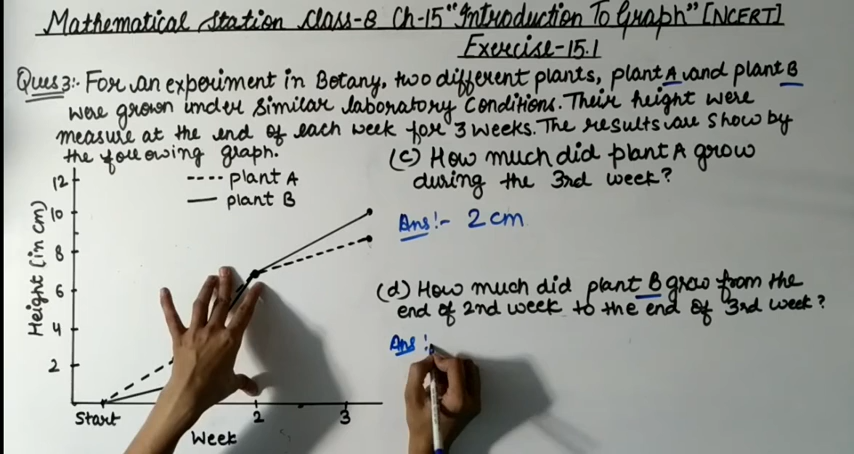 Mathematical Station Class-8 Ch-15 "Introduction To Graph" [NCERT]
Exercise-15.1
Ques 3:- For an experiment in Botany, two different plants, plant A and plant B
were grown under similar laboratory conditions. Their height were
measure at the end of each week for 3 weeks. The results are show by
the following graph.
---- plant A
— plant B
Height (in cm)
12
10
8
6
4
2
Start
2
3
Week
(c) How much did plant A grow
during the 3rd week?
Ans:- 2 cm
(d) How much did plant B grow from the
end of 2nd week to the end of 3rd week?
Ans: